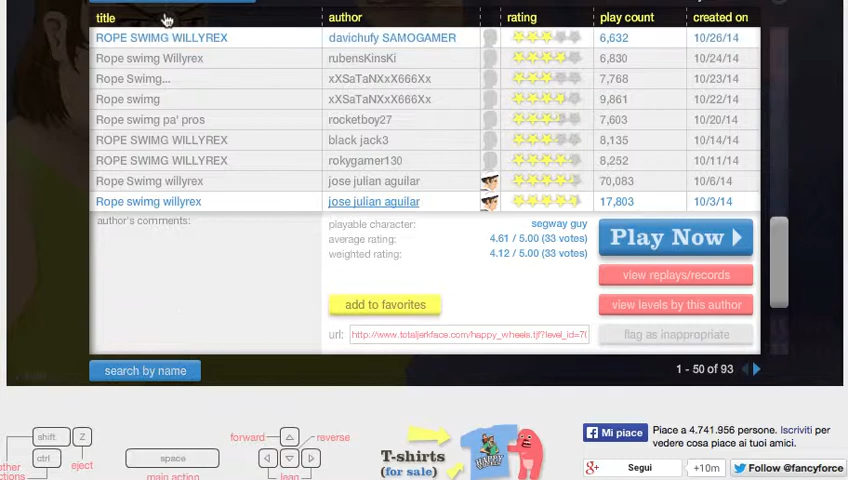 title author rating play count created on
ROPE SWIMG WILLYREX davichufy SAMOGAMER 6,632 10/26/14
Rope swimg Willyrex rubensKinsKi 6,830 10/24/14
Rope Swimg... xXSaTaNXxX666Xx 7,768 10/23/14
Rope swimg xXSaTaNXxX666Xx 9,861 10/22/14
Rope swimg pa' pros rocketboy27 7,603 10/20/14
ROPE SWIMG WILLYREX black jack3 8,135 10/14/14
ROPE SWIMG WILLYREX rokygamer130 8,252 10/11/14
Rope Swimg willyrex jose julian aguilar 70,083 10/6/14
Rope swimg willyrex jose julian aguilar 17,803 10/3/14
author's comments:
playable character: segway guy
average rating: 4.61 / 5.00 (33 votes)
weighted rating: 4.12 / 5.00 (33 votes)
Play Now
view replays/records
add to favorites
view levels by this author
url: http://www.totaljerkface.com/happy_wheels.tjf?level_id=7
flag as inappropriate
search by name
1 - 50 of 93
shift Z
ctrl
eject
space
main action
forward
reverse
lean
T-shirts
(for sale)
Mi piace
Piace a 4.741.956 persone. Iscriviti per
vedere cosa piace ai tuoi amici.
g+ Segui +10m
Follow @fancyforce